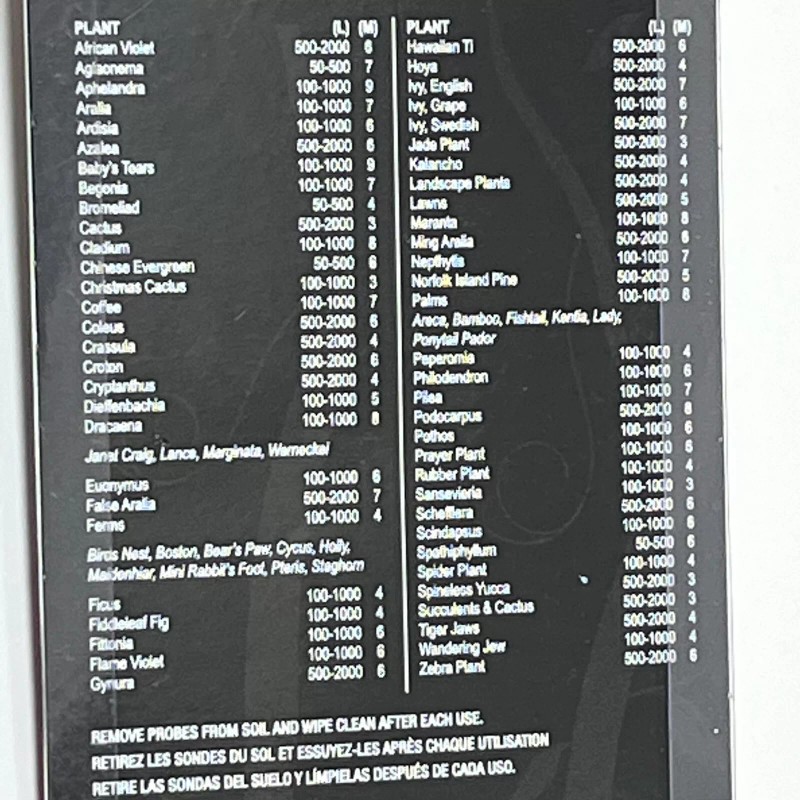 PLANT (L) (M)
African Violet 500-2000 6
Aglaonema 50-500 7
Aphelandra 100-1000 9
Aralia 100-1000 7
Ardisia 100-1000 6
Azalea 500-2000 6
Baby's Tears 100-1000 9
Begonia 100-1000 7
Bromeliad 50-500 4
Cactus 500-2000 3
Cladium 100-1000 8
Chinese Evergreen 50-500 6
Christmas Cactus 100-1000 3
Coffee 100-1000 7
Coleus 500-2000 6
Crassula 500-2000 4
Croton 500-2000 6
Cryptanthus 500-2000 4
Dieffenbachia 100-1000 5
Dracaena 100-1000 8
Janet Craig, Lance, Marginata, Warneckei
Euonymus 100-1000 6
False Aralia 500-2000 7
Ferms 100-1000 4
Birds Nest, Boston, Bear's Paw, Cycus, Holly,
Maidenhiar, Mini Rabbit's Foot, Pteris, Staghorn
Ficus 100-1000 4
Fiddleleaf Fig 100-1000 4
Fittonia 100-1000 6
Flame Violet 100-1000 6
Gynura 500-2000 6
PLANT (L) (M)
Hawaiian Ti 500-2000 6
Hoya 500-2000 4
Ivy, English 500-2000 7
Ivy, Grape 100-1000 6
Ivy, Swedish 500-2000 7
Jade Plant 500-2000 3
Kalancho 500-2000 4
Landscape Plants 500-2000 4
Lawns 500-2000 5
Maranta 100-1000 8
Ming Aralia 500-2000 6
Nepthytis 100-1000 7
Norfolk Island Pine 500-2000 5
Palms 100-1000 8
Areca, Bamboo, Fishtail, Kentia, Lady,
Ponytail Pador
Peperomia 100-1000 4
Philodendron 100-1000 6
Pilea 100-1000 7
Podocarpus 500-2000 8
Pothos 100-1000 6
Prayer Plant 100-1000 6
Rubber Plant 100-1000 4
Sansevieria 100-1000 3
Schefflera 500-2000 6
Scindapsus 100-1000 6
Spathiphyllum 50-500 6
Spider Plant 100-1000 4
Spineless Yucca 500-2000 3
Succulents & Cactus 500-2000 3
Tiger Jaws 500-2000 4
Wandering Jew 100-1000 4
Zebra Plant 500-2000 6
REMOVE PROBES FROM SOIL AND WIPE CLEAN AFTER EACH USE.
RETIREZ LES SONDES DU SOL ET ESSUYEZ-LES APRÈS CHAQUE UTILISATION
RETIRE LAS SONDAS DEL SUELO Y LÍMPIELAS DESPUÉS DE CADA USO.